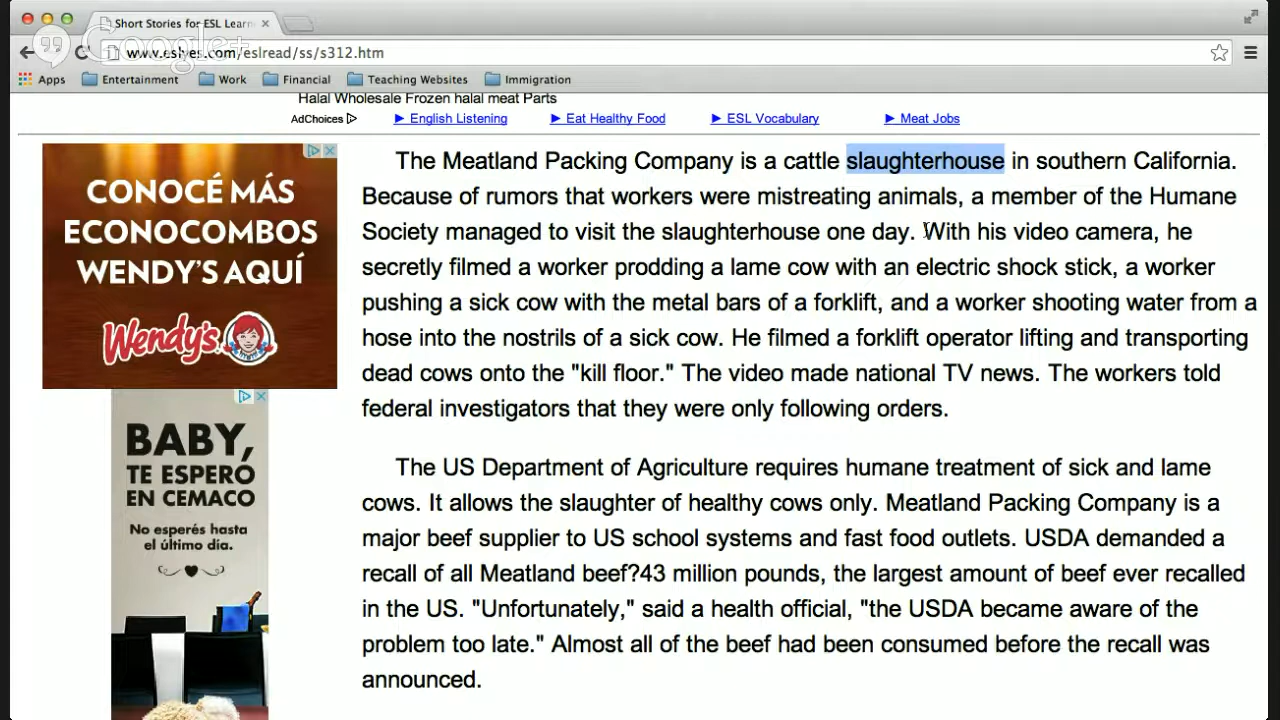 Short Stories for ESL Learn
Google+
www.eslyes.com/eslread/ss/s312.htm
Apps Entertainment Work Financial Teaching Websites Immigration
Halal Wholesale Frozen halal meat Parts
AdChoices ► English Listening ► Eat Healthy Food ► ESL Vocabulary ► Meat Jobs
CONOCÉ MÁS
ECONOCOMBOS
WENDY'S AQUÍ
Wendy's
BABY,
TE ESPERO
EN CEMACO
No esperés hasta
el último día.
The Meatland Packing Company is a cattle slaughterhouse in southern California.
Because of rumors that workers were mistreating animals, a member of the Humane
Society managed to visit the slaughterhouse one day. With his video camera, he
secretly filmed a worker prodding a lame cow with an electric shock stick, a worker
pushing a sick cow with the metal bars of a forklift, and a worker shooting water from a
hose into the nostrils of a sick cow. He filmed a forklift operator lifting and transporting
dead cows onto the "kill floor." The video made national TV news. The workers told
federal investigators that they were only following orders.
The US Department of Agriculture requires humane treatment of sick and lame
cows. It allows the slaughter of healthy cows only. Meatland Packing Company is a
major beef supplier to US school systems and fast food outlets. USDA demanded a
recall of all Meatland beef?43 million pounds, the largest amount of beef ever recalled
in the US. "Unfortunately," said a health official, "the USDA became aware of the
problem too late." Almost all of the beef had been consumed before the recall was
announced.